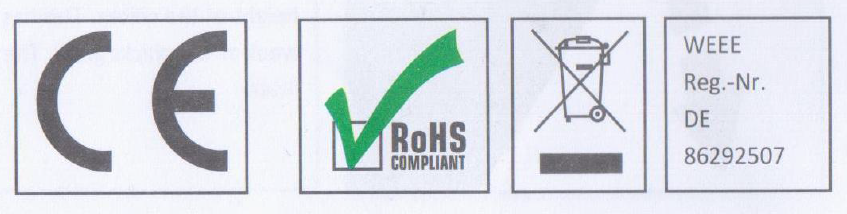 CE
RoHS
COMPLIANT
WEEE
Reg.-Nr.
DE
86292507